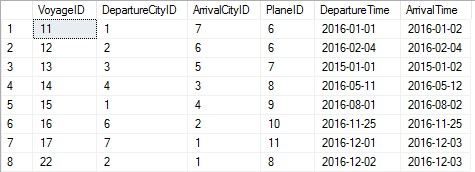 VoyageID DepartureCityID ArrivalCityID PlaneID DepartureTime ArrivalTime
1 11 1 7 6 2016-01-01 2016-01-02
2 12 2 6 6 2016-02-04 2016-02-04
3 13 3 5 7 2015-01-01 2015-01-02
4 14 4 3 8 2016-05-11 2016-05-12
5 15 1 4 9 2016-08-01 2016-08-02
6 16 6 2 10 2016-11-25 2016-11-25
7 17 7 1 11 2016-12-01 2016-12-03
8 22 2 1 8 2016-12-02 2016-12-03